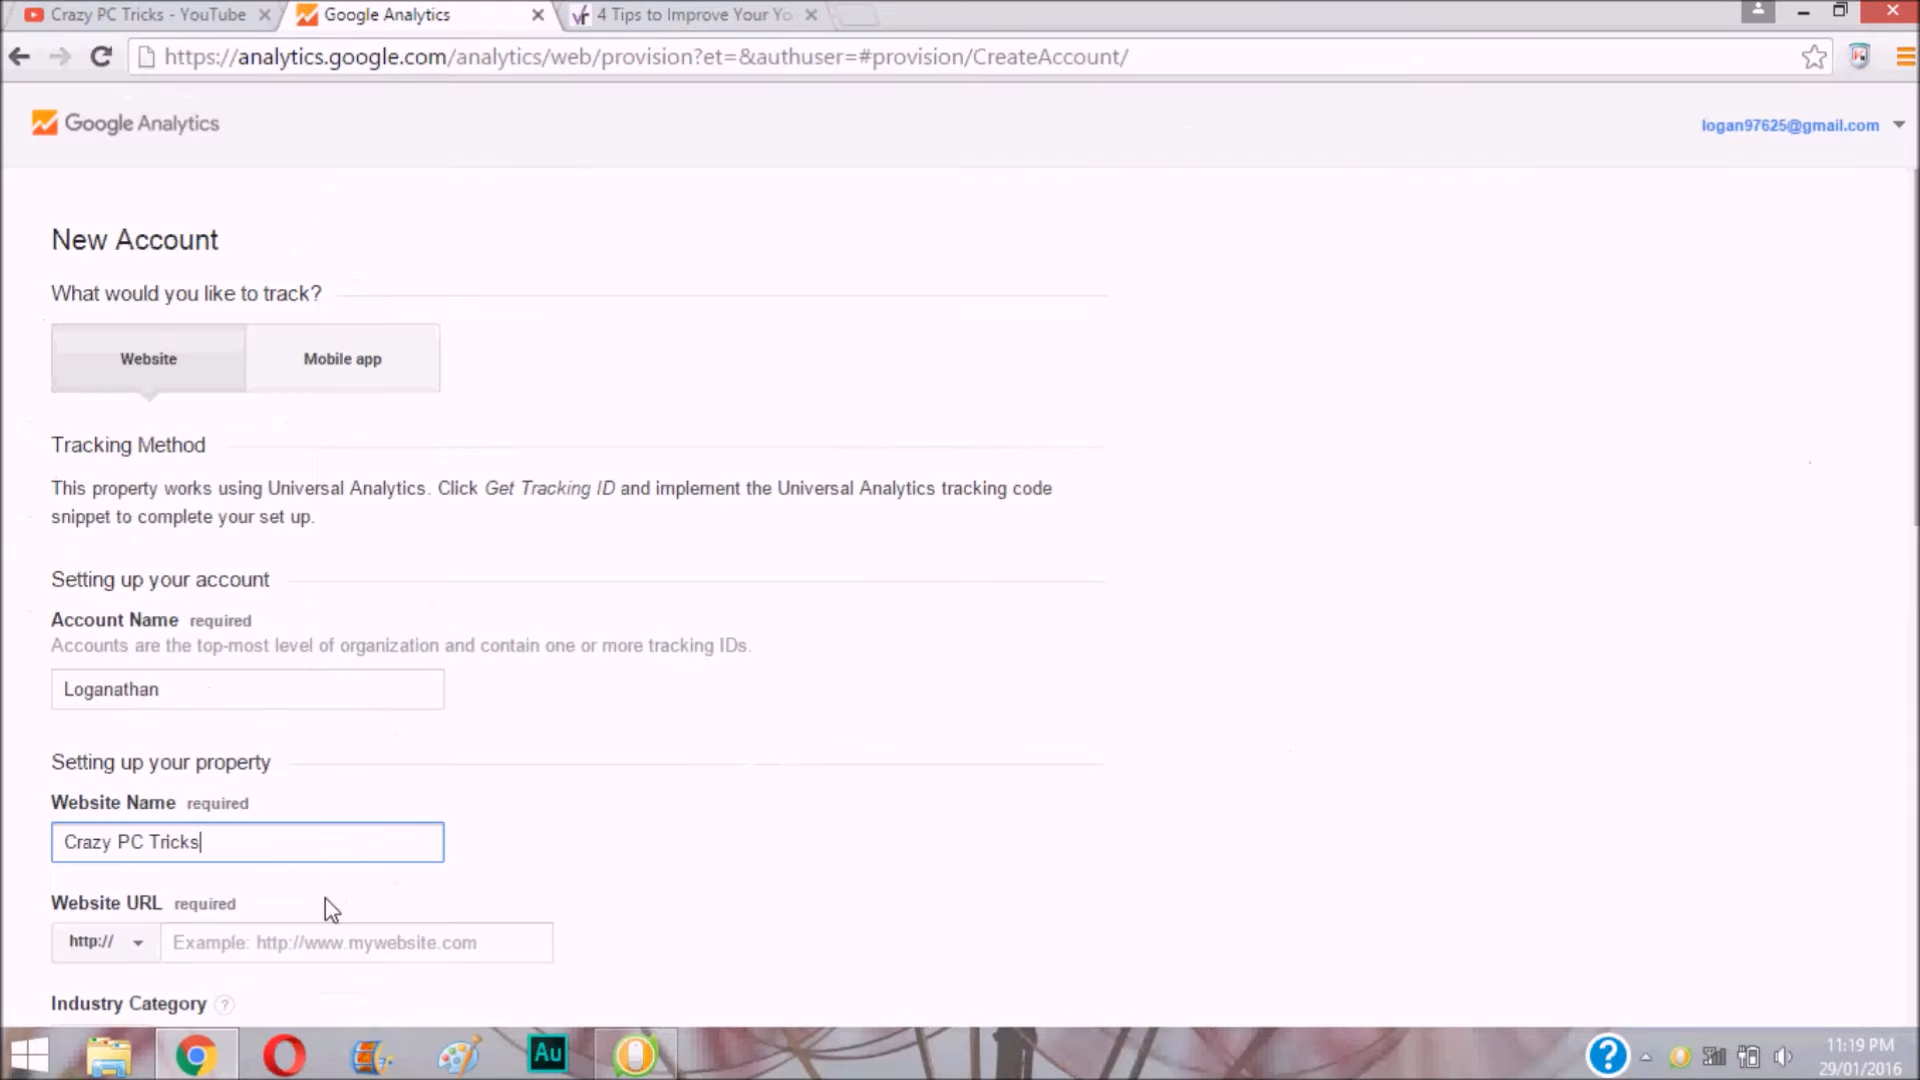 Crazy PC Tricks - YouTube
Google Analytics
4 Tips to Improve Your Yo
https://analytics.google.com/analytics/web/provision?et=&authuser=#provision/CreateAccount/
Google Analytics
logan97625@gmail.com
New Account
What would you like to track?
Website
Mobile app
Tracking Method
This property works using Universal Analytics. Click Get Tracking ID and implement the Universal Analytics tracking code
snippet to complete your set up.
Setting up your account
Account Name required
Accounts are the top-most level of organization and contain one or more tracking IDs.
Loganathan
Setting up your property
Website Name required
Crazy PC Tricks
Website URL required
http://
Example: http://www.mywebsite.com
Industry Category ?
Au
?
11:19 PM
29/01/2016